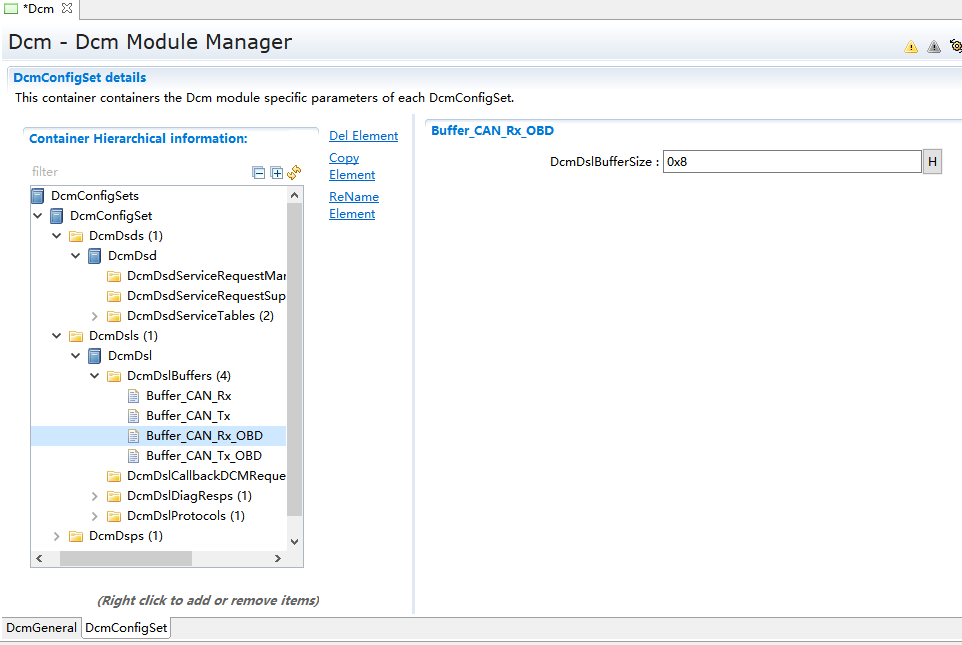 *Dcm
Dcm - Dcm Module Manager
DcmConfigSet details
This container containers the Dcm module specific parameters of each DcmConfigSet.
Container Hierarchical information:
filter
DcmConfigSets
DcmConfigSet
DcmDsds (1)
DcmDsd
DcmDsdServiceRequestMar
DcmDsdServiceRequestSup
DcmDsdServiceTables (2)
DcmDsls (1)
DcmDsl
DcmDslBuffers (4)
Buffer_CAN_Rx
Buffer_CAN_Tx
Buffer_CAN_Rx_OBD
Buffer_CAN_Tx_OBD
DcmDslCallbackDCMReque
DcmDslDiagResps (1)
DcmDslProtocols (1)
DcmDsps (1)
(Right click to add or remove items)
Del Element
Copy
Element
ReName
Element
Buffer_CAN_Rx_OBD
DcmDslBufferSize : 0x8 H
DcmGeneral DcmConfigSet